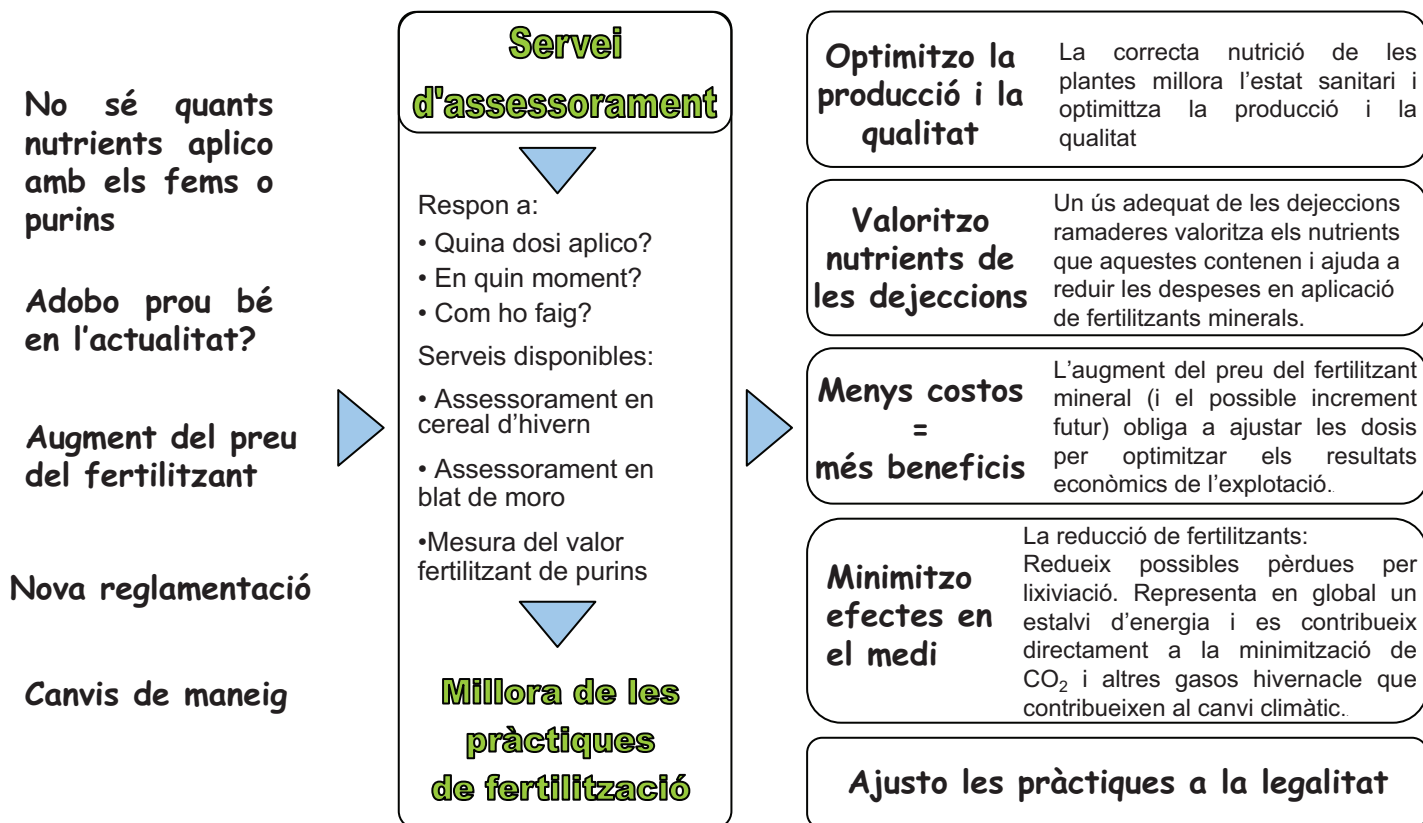 No sé quants
nutrients aplico
amb els fems o
purins
Adobo prou bé
en l'actualitat?
Augment del preu
del fertilitzant
Nova reglamentació
Canvis de maneig
Servei
d'assessorament
Respon a:
• Quina dosi aplico?
• En quin moment?
• Com ho faig?
Serveis disponibles:
• Assessorament en
cereal d'hivern
• Assessorament en
blat de moro
•Mesura del valor
fertilitzant de purins
Millora de les
pràctiques
de fertilització
Optimitzo la
producció i la
qualitat
La correcta nutrició de les
plantes millora l'estat sanitari i
optimittza la producció i la
qualitat
Valoritzo
nutrients de
les dejeccions
Un ús adequat de les dejeccions
ramaderes valoritza els nutrients
que aquestes contenen i ajuda a
reduir les despeses en aplicació
de fertilitzants minerals.
Menys costos
=
més beneficis
L'augment del preu del fertilitzant
mineral (i el possible increment
futur) obliga a ajustar les dosis
per optimitzar els resultats
econòmics de l'explotació.
Minimitzo
efectes en
el medi
La reducció de fertilitzants:
Redueix possibles pèrdues per
lixiviació. Representa en global un
estalvi d'energia i es contribueix
directament a la minimització de
CO₂ i altres gasos hivernacle que
contribueixen al canvi climàtic.
Ajusto les pràctiques a la legalitat